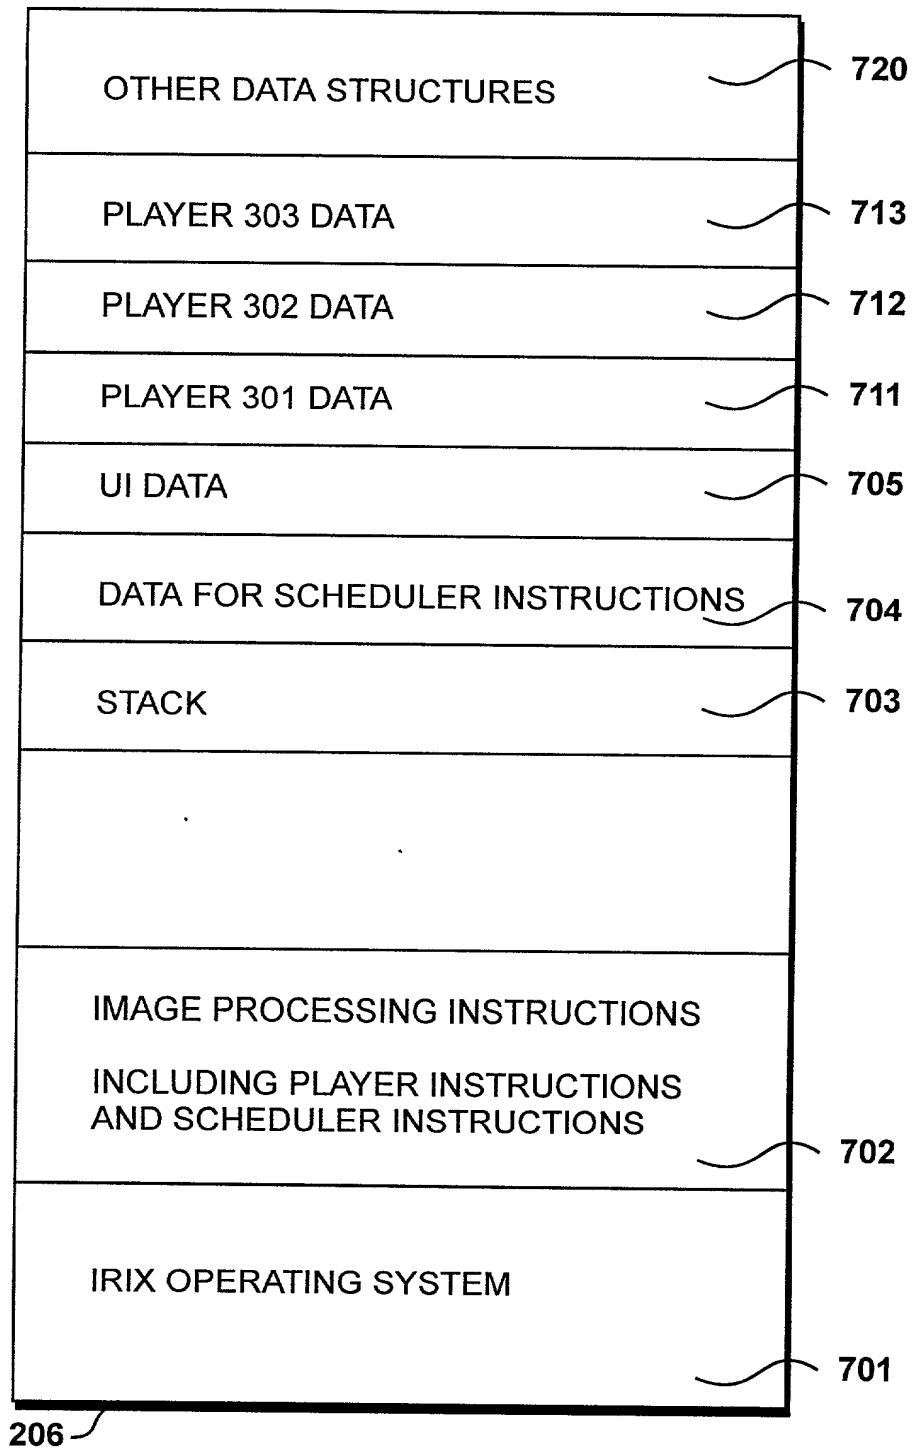 OTHER DATA STRUCTURES 720
PLAYER 303 DATA 713
PLAYER 302 DATA 712
PLAYER 301 DATA 711
UI DATA 705
DATA FOR SCHEDULER INSTRUCTIONS 704
STACK 703
IMAGE PROCESSING INSTRUCTIONS
INCLUDING PLAYER INSTRUCTIONS
AND SCHEDULER INSTRUCTIONS
702
IRIX OPERATING SYSTEM
701
206